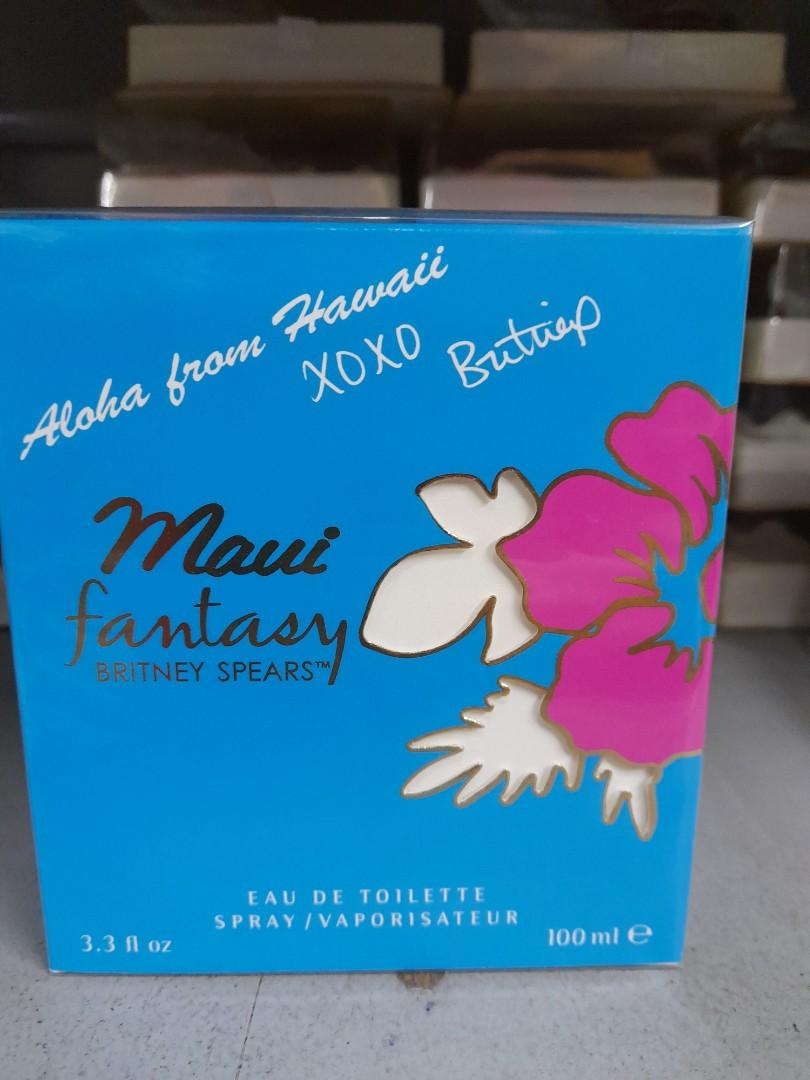 Aloha from Hawaii
XOXO Britney
Maui
fantasy
BRITNEY SPEARS™
EAU DE TOILETTE
SPRAY/VAPORISATEUR
3.3 fl oz
100 ml ℮